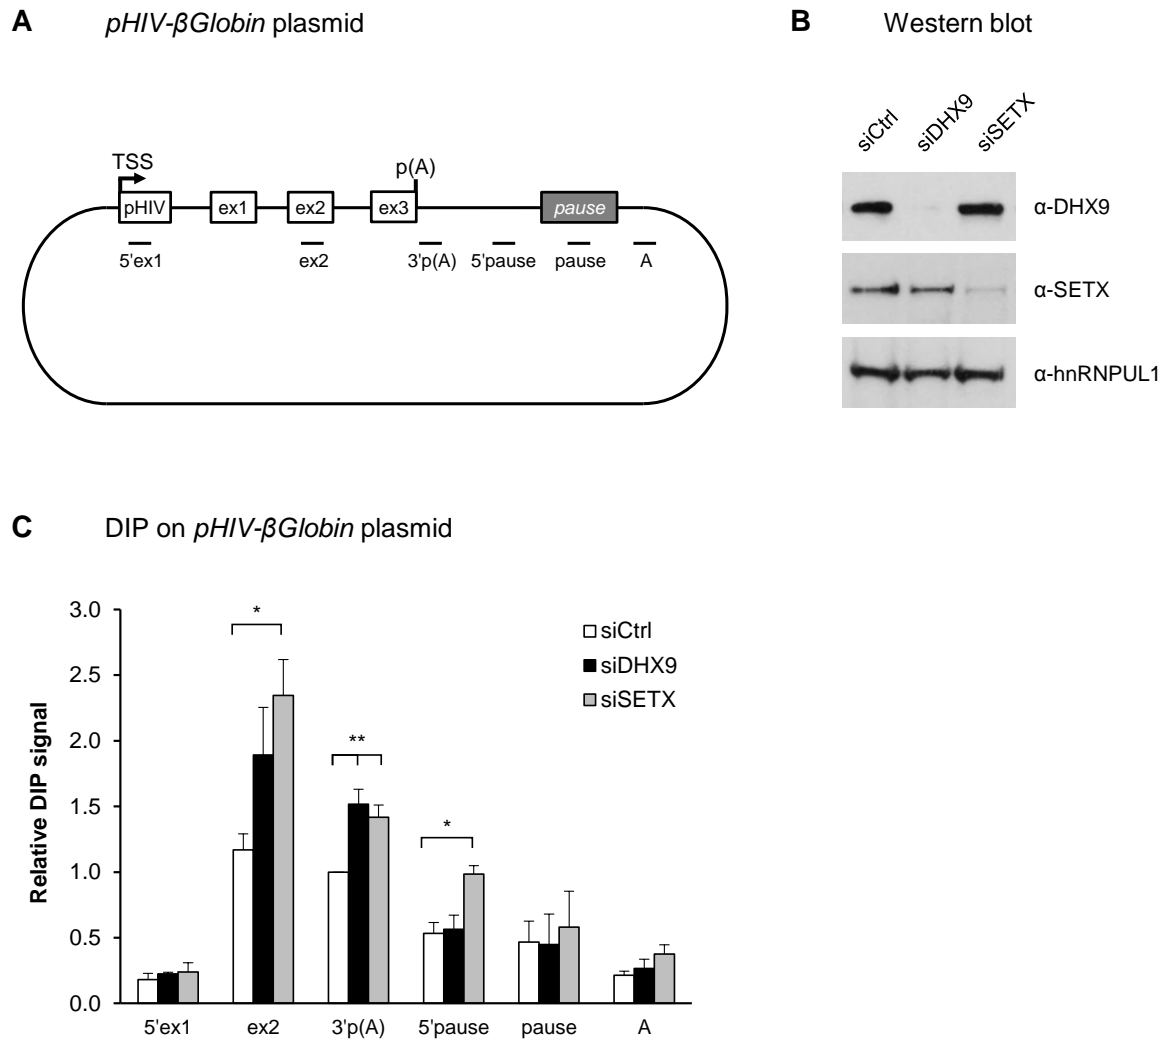 A pHIV-βGlobin plasmid
TSS
p(A)
pHIV ex1 ex2 ex3 pause
5'ex1 ex2 3'p(A) 5'pause pause A
B Western blot
siCtrl siDHX9 siSETX
α-DHX9
α-SETX
α-hnRNPUL1
C DIP on pHIV-βGlobin plasmid
Relative DIP signal
3.0
2.5
2.0
1.5
1.0
0.5
0.0
*
**
*
siCtrl
siDHX9
siSETX
5'ex1 ex2 3'p(A) 5'pause pause A